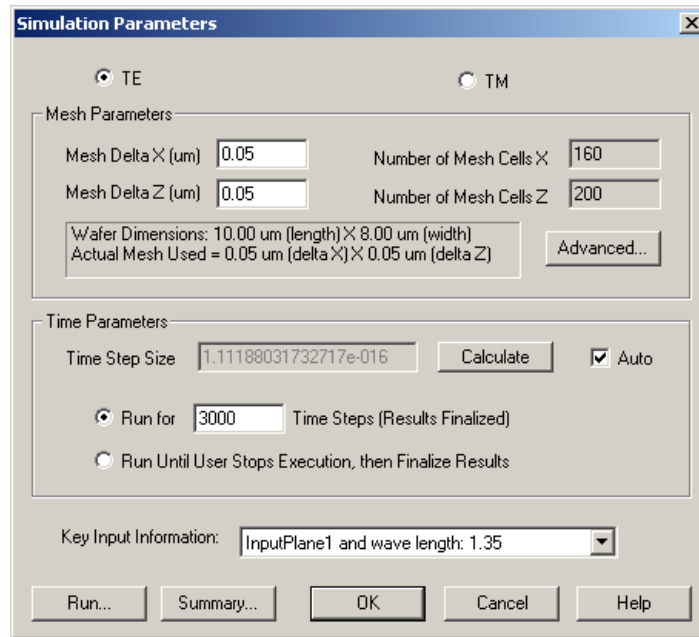 Simulation Parameters
TE
TM
Mesh Parameters
Mesh Delta X (um) 0.05 Number of Mesh Cells X 160
Mesh Delta Z (um) 0.05 Number of Mesh Cells Z 200
Wafer Dimensions: 10.00 um (length) X 8.00 um (width)
Actual Mesh Used = 0.05 um (delta X) X 0.05 um (delta Z)
Advanced...
Time Parameters
Time Step Size 1.11188031732717e-016 Calculate Auto
Run for 3000 Time Steps (Results Finalized)
Run Until User Stops Execution, then Finalize Results
Key Input Information: InputPlane1 and wave length: 1.35
Run... Summary... OK Cancel Help